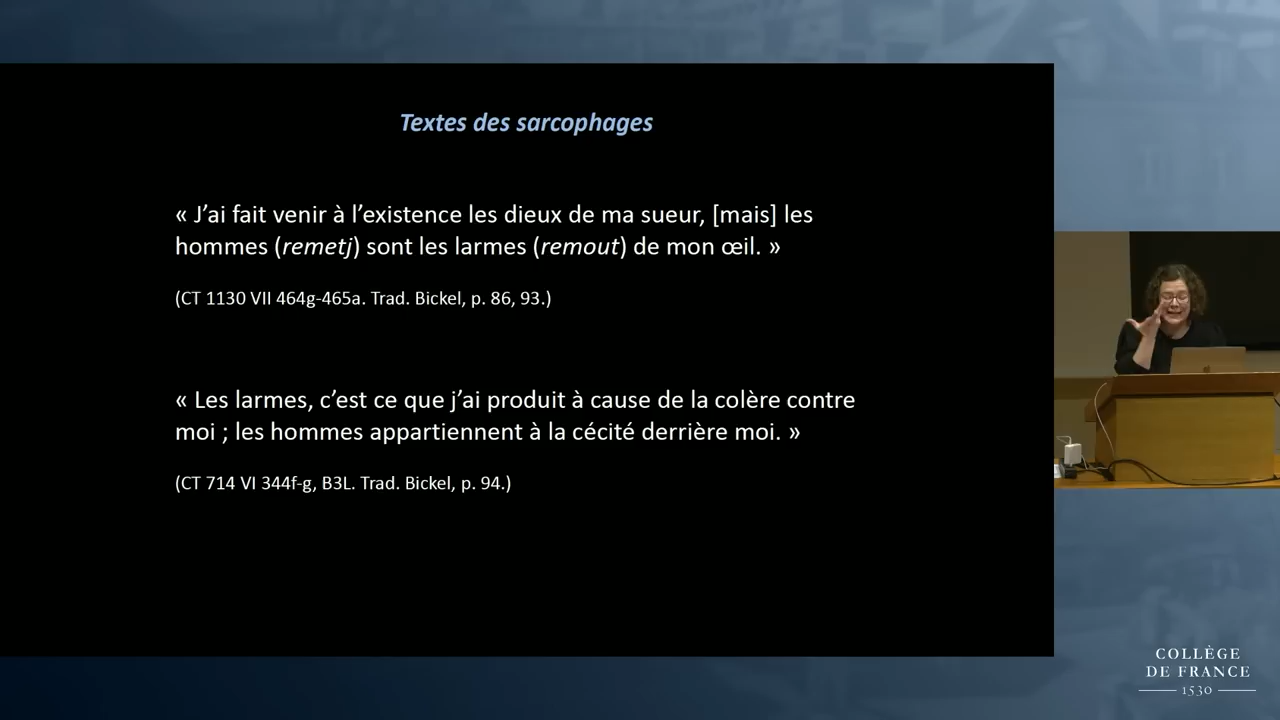 Textes des sarcophages
« J’ai fait venir à l’existence les dieux de ma sueur, [mais] les
hommes (remetj) sont les larmes (remout) de mon œil. »
(CT 1130 VII 464g-465a. Trad. Bickel, p. 86, 93.)
« Les larmes, c’est ce que j’ai produit à cause de la colère contre
moi ; les hommes appartiennent à la cécité derrière moi. »
(CT 714 VI 344f-g, B3L. Trad. Bickel, p. 94.)
COLLÈGE
DE FRANCE
1530